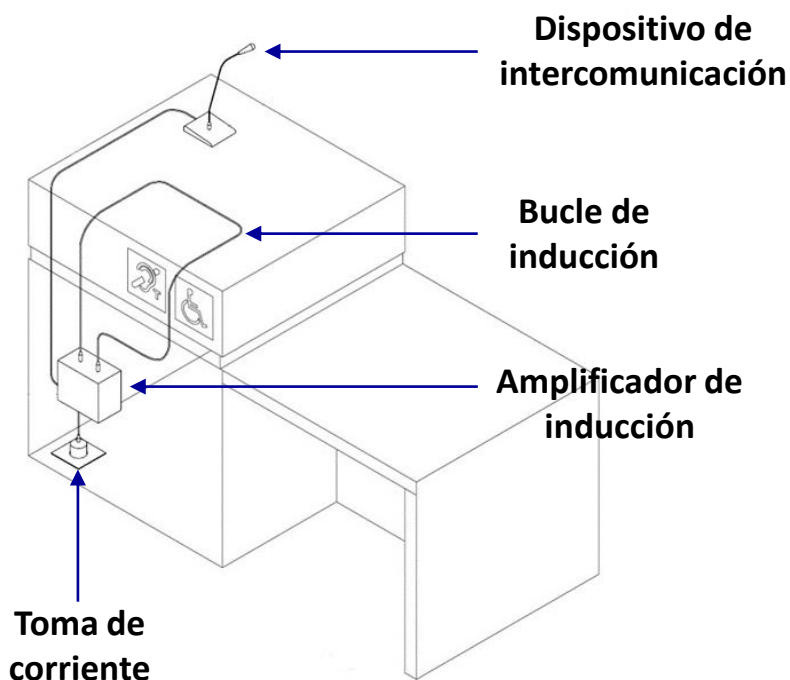 Dispositivo de
intercomunicación
Bucle de
inducción
Amplificador de
inducción
Toma de
corriente
T